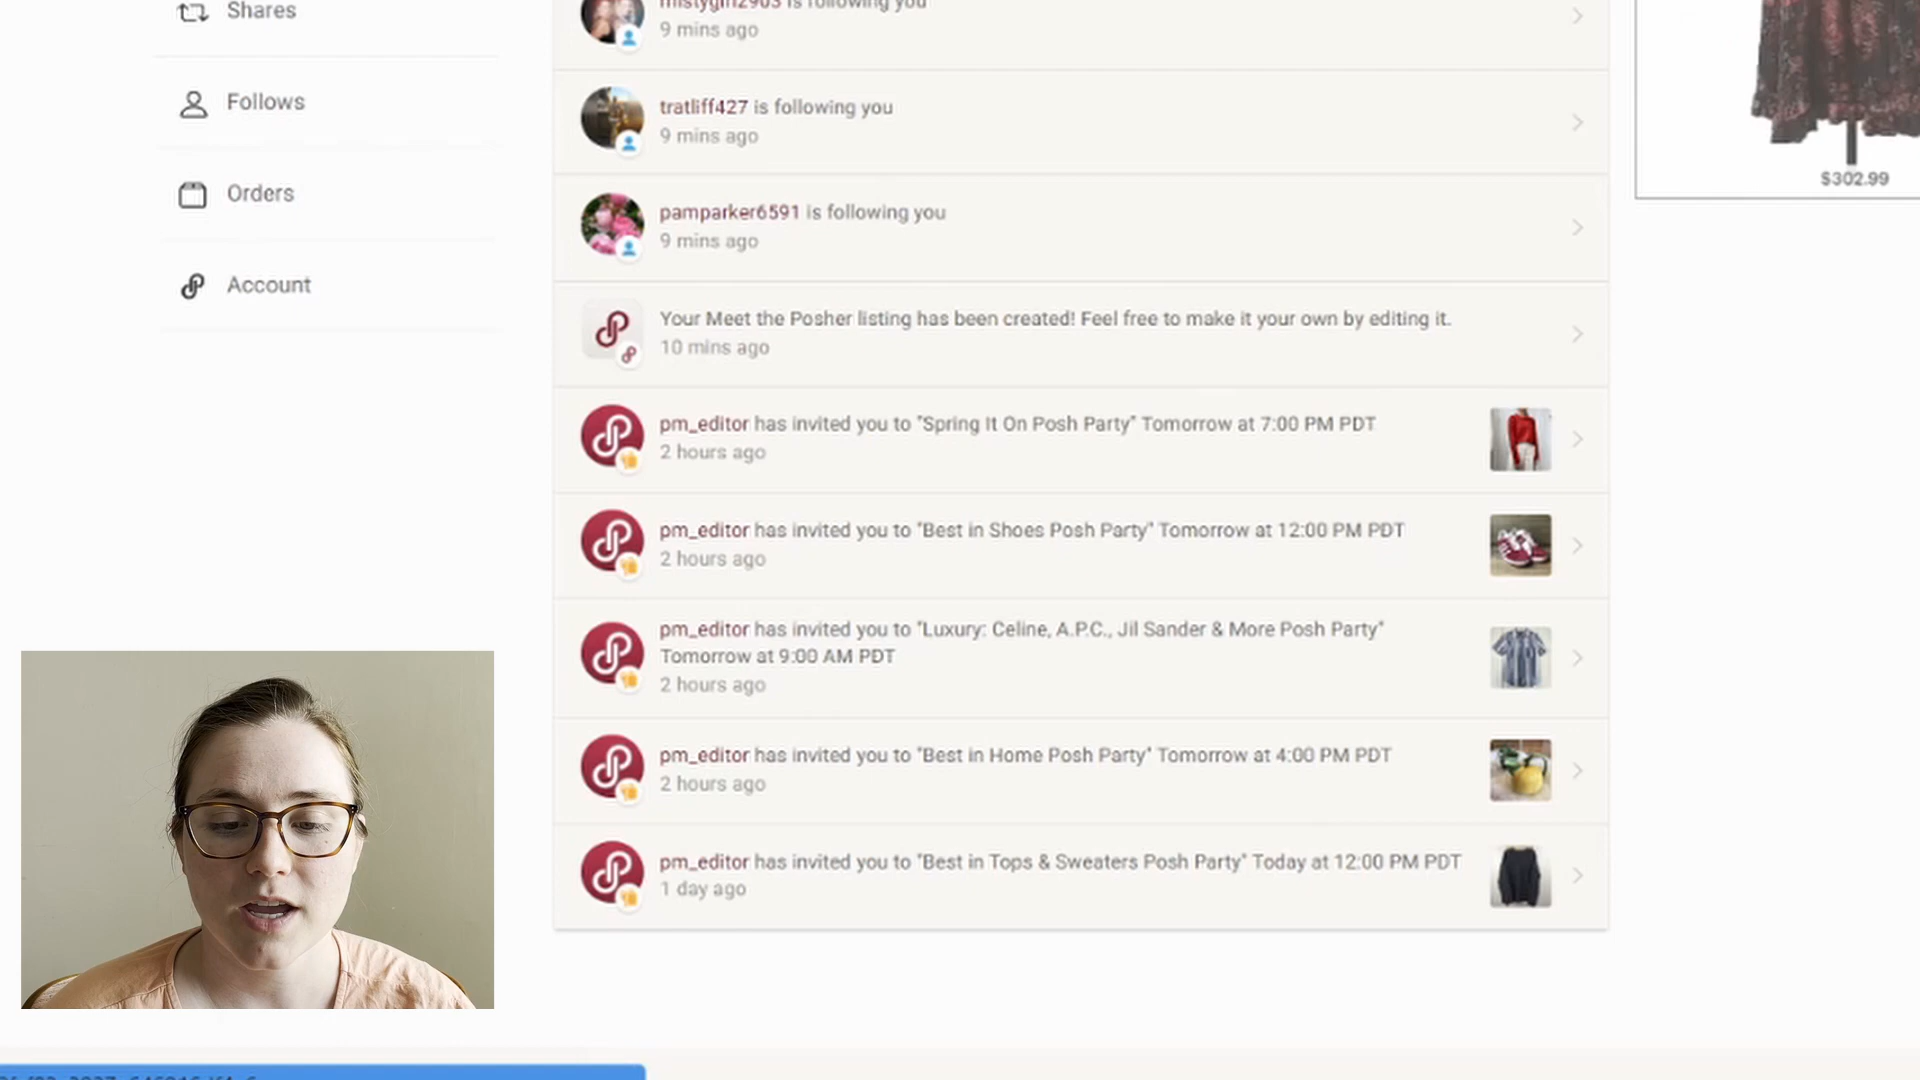 Shares
Follows
Orders
Account
is following you
9 mins ago
tratliff427 is following you
9 mins ago
pamparker6591 is following you
9 mins ago
Your Meet the Posher listing has been created! Feel free to make it your own by editing it.
10 mins ago
pm_editor has invited you to "Spring It On Posh Party" Tomorrow at 7:00 PM PDT
2 hours ago
pm_editor has invited you to "Best in Shoes Posh Party" Tomorrow at 12:00 PM PDT
2 hours ago
pm_editor has invited you to "Luxury: Celine, A.P.C., Jil Sander & More Posh Party"
Tomorrow at 9:00 AM PDT
2 hours ago
pm_editor has invited you to "Best in Home Posh Party" Tomorrow at 4:00 PM PDT
2 hours ago
pm_editor has invited you to "Best in Tops & Sweaters Posh Party" Today at 12:00 PM PDT
1 day ago
$302.99